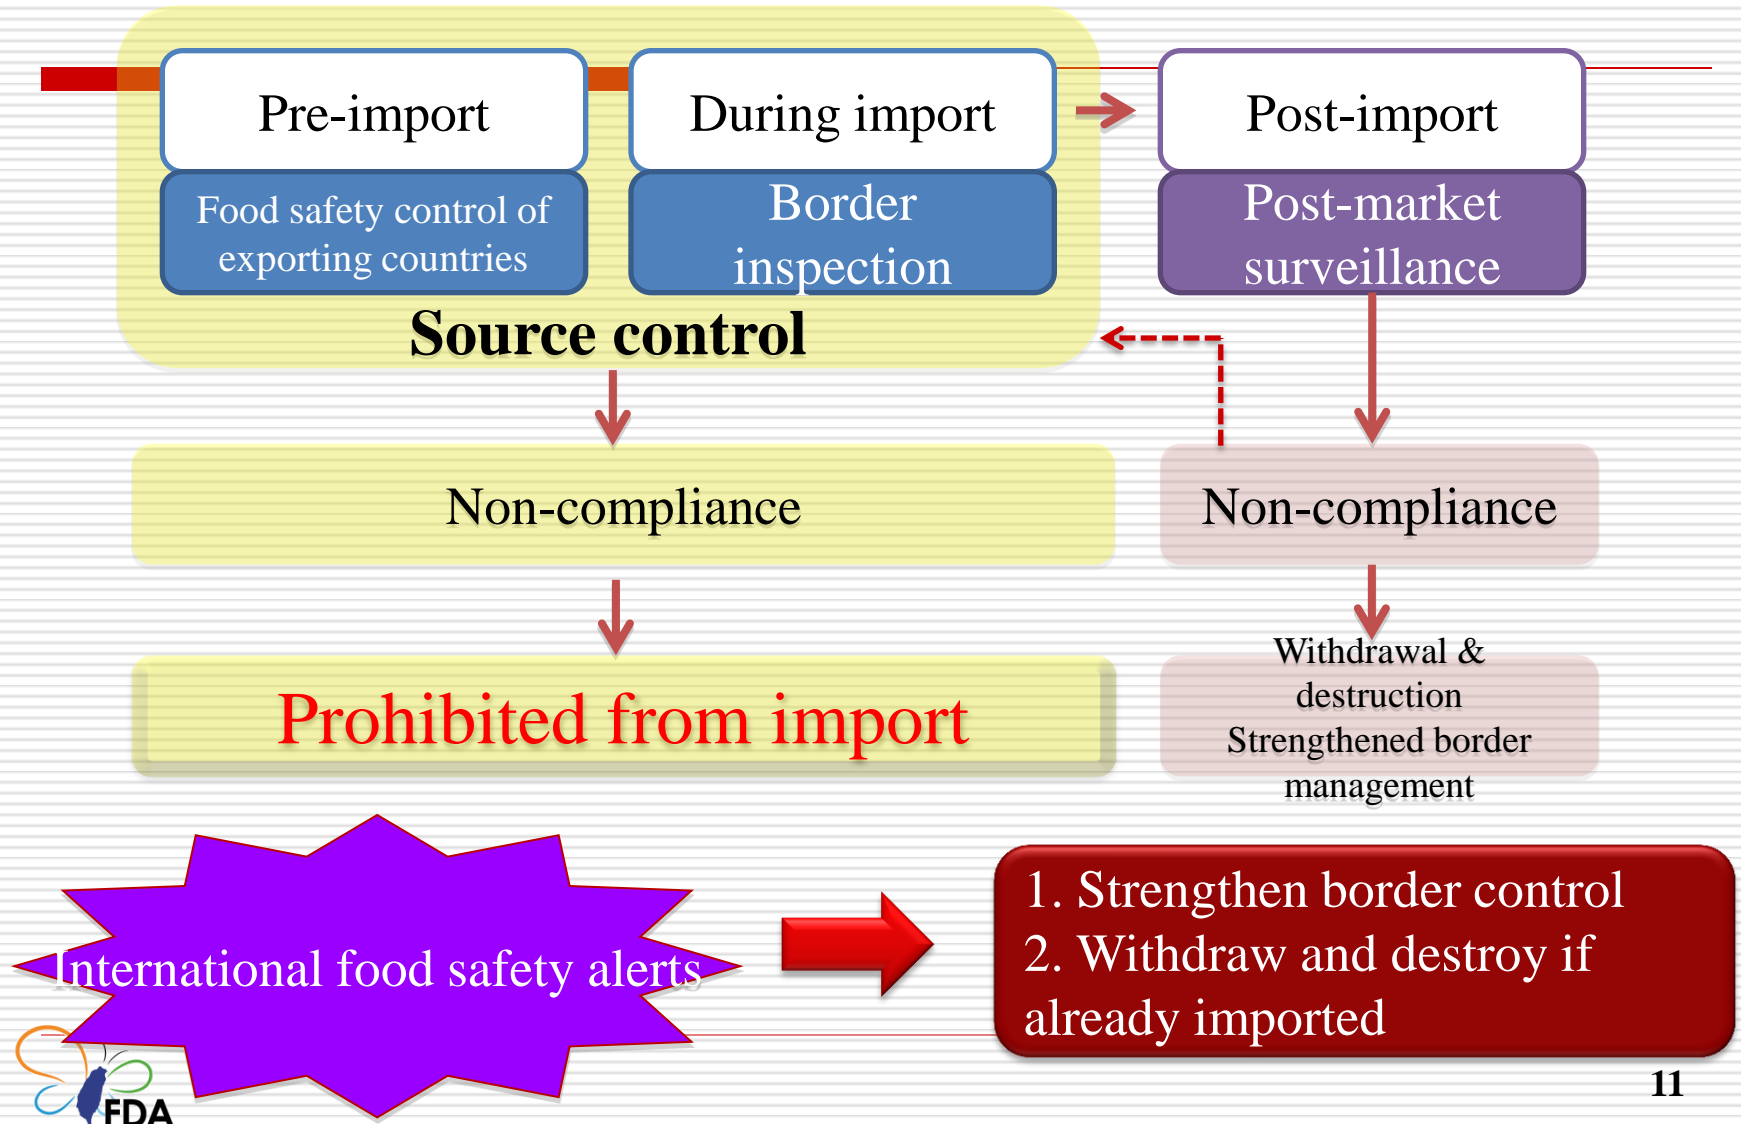 Pre-import
During import
Post-import
Food safety control of
exporting countries
Border
inspection
Post-market
surveillance
Source control
Non-compliance
Non-compliance
Prohibited from import
Withdrawal &
destruction
Strengthened border
management
International food safety alerts
1. Strengthen border control
2. Withdraw and destroy if
already imported
FDA
11